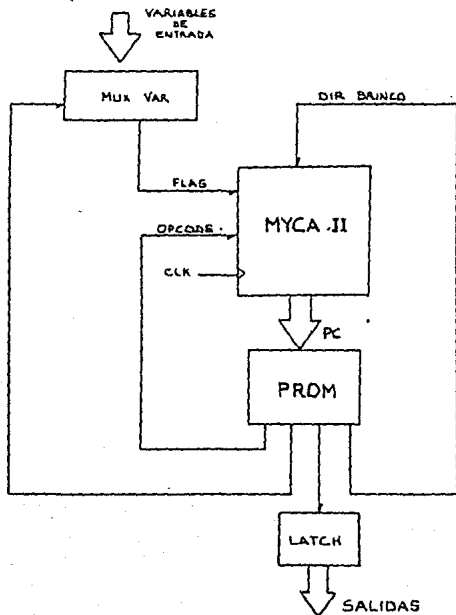 VARIABLES
DE
ENTRADA
MUX VAR
DIR BRINCO
FLAG
OPCODE
MYCA-II
CLK
PC
PROM
LATCH
SALIDAS